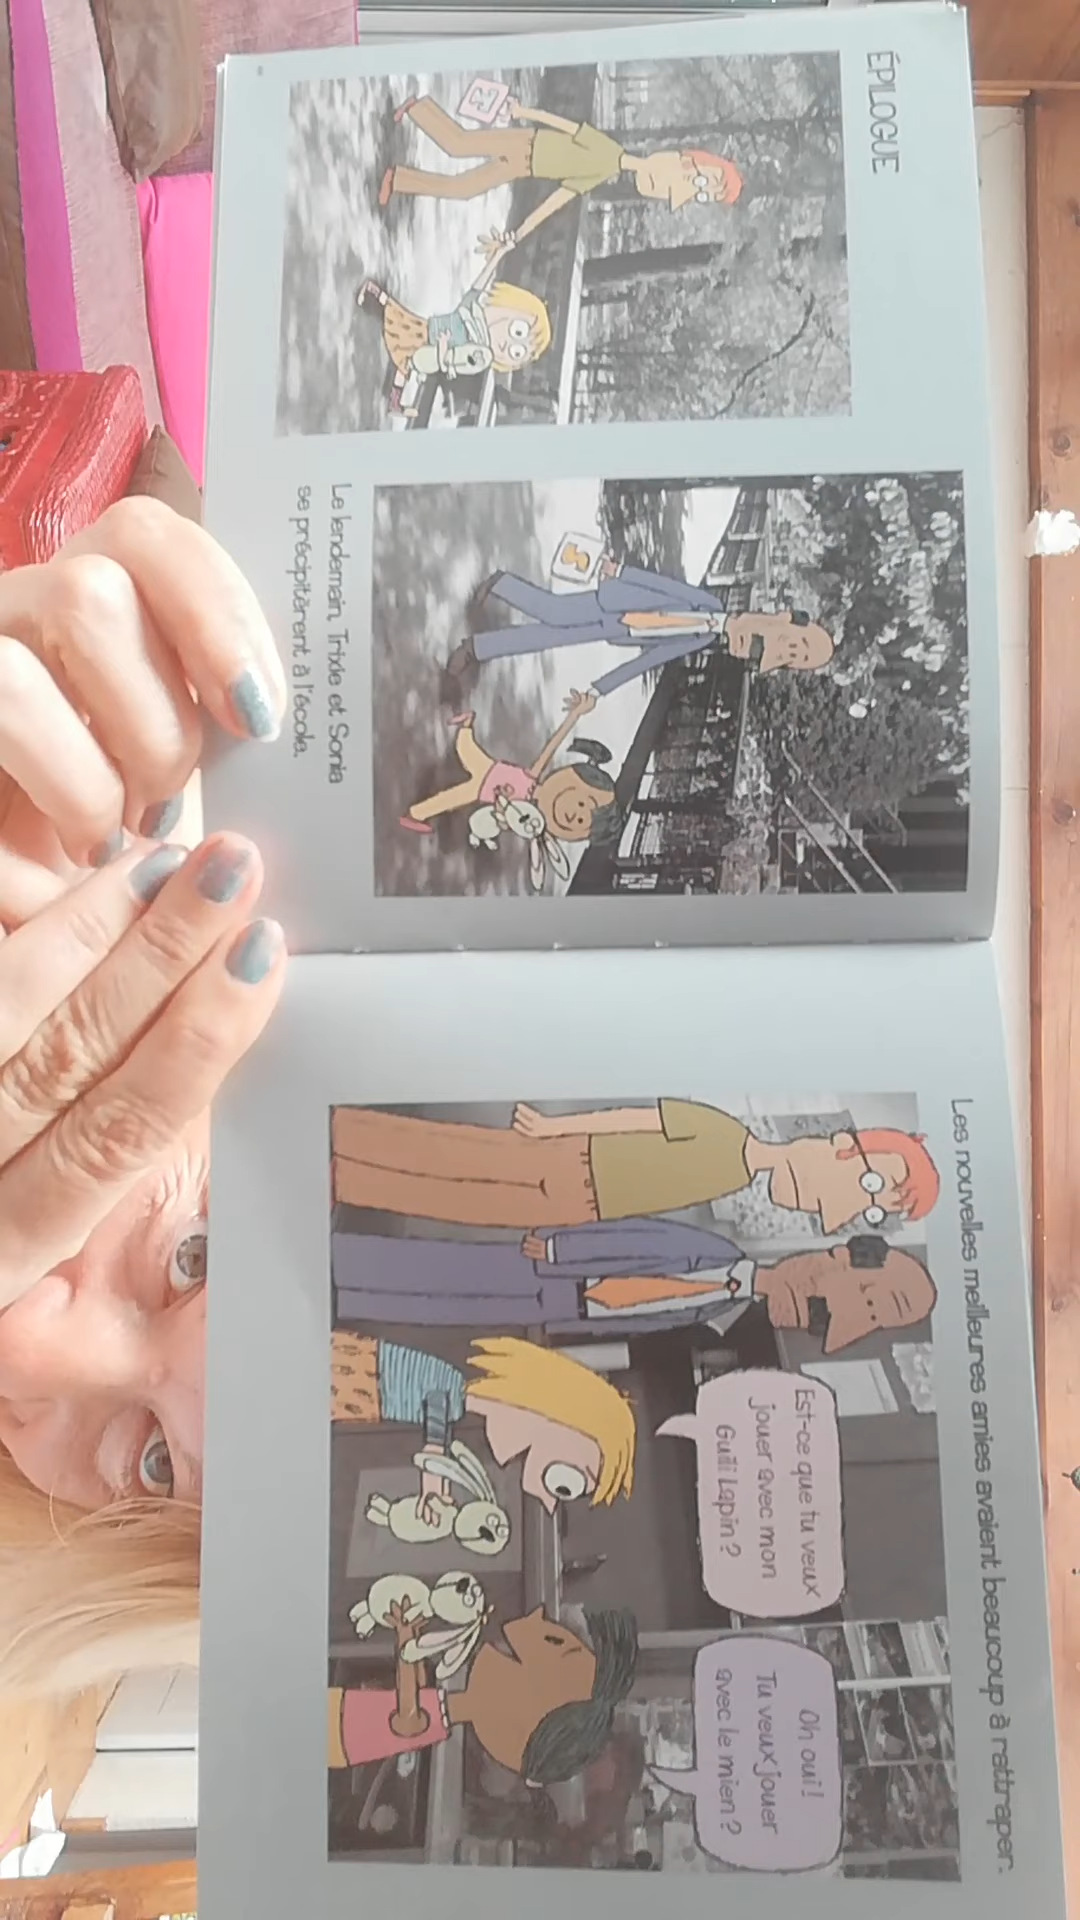 ÉPILOGUE
Le lendemain, Trixie et Sonia
se précipitèrent à l'école.
Les nouvelles meilleures amies avaient beaucoup à rattraper.
Est-ce que tu veux
jouer avec mon
Guili Lapin ?
Oh oui !
Tu veux jouer
avec le mien ?